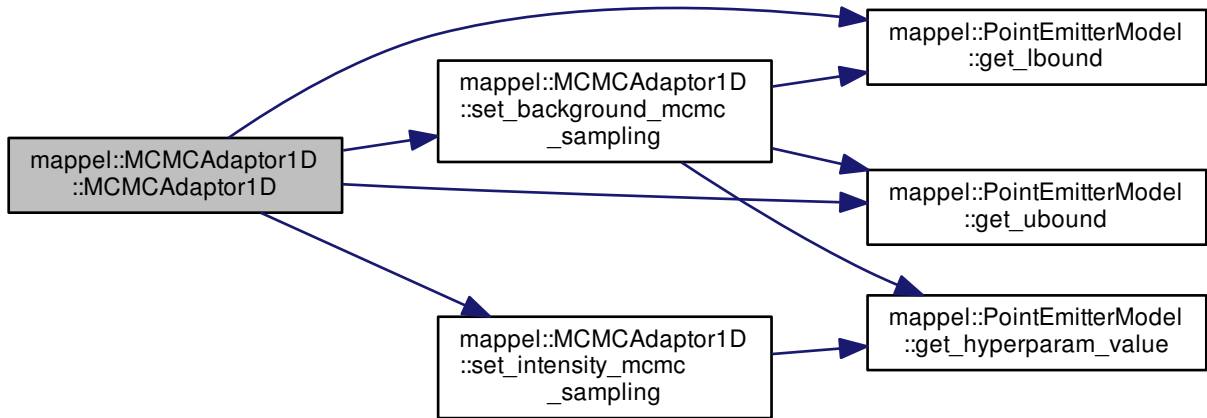 mappel::MCMCAdaptor1D
::MCMCAdaptor1D
mappel::MCMCAdaptor1D
::set_background_mcmc
_sampling
mappel::MCMCAdaptor1D
::set_intensity_mcmc
_sampling
mappel::PointEmitterModel
::get_lbound
mappel::PointEmitterModel
::get_ubound
mappel::PointEmitterModel
::get_hyperparam_value